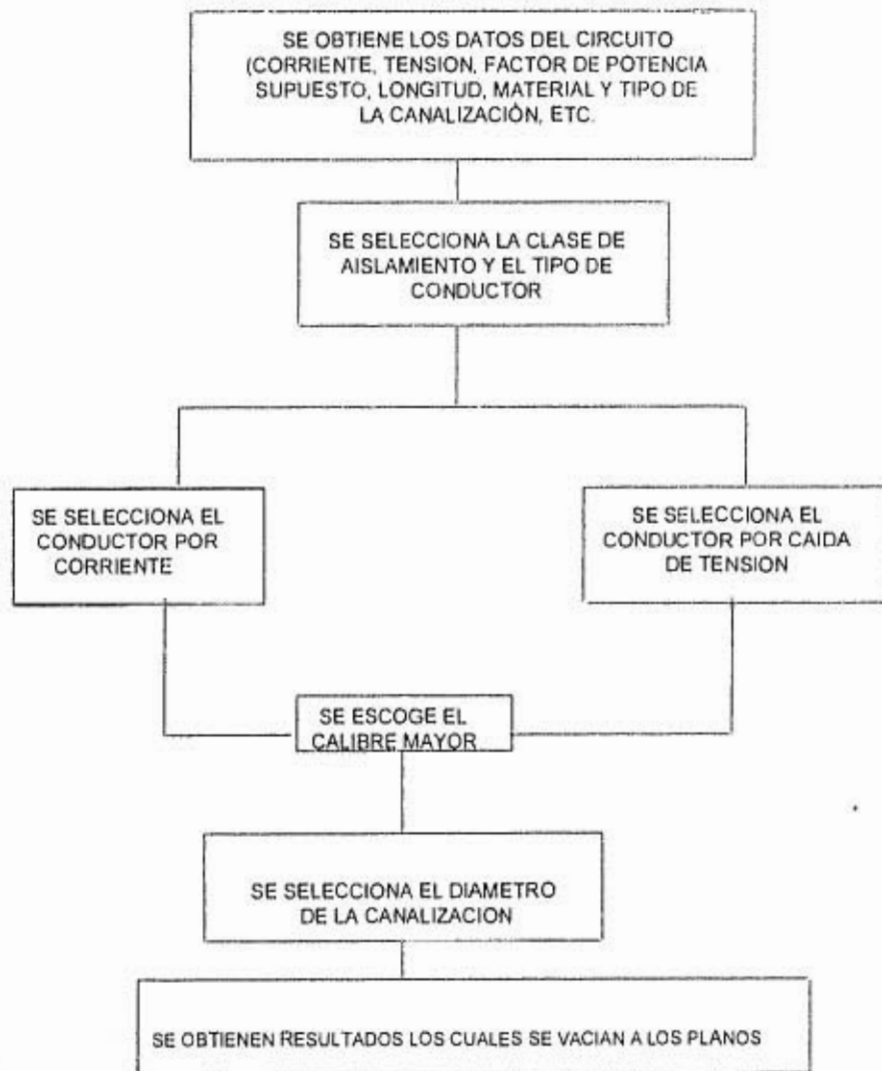 SE OBTIENE LOS DATOS DEL CIRCUITO
(CORRIENTE, TENSION, FACTOR DE POTENCIA
SUPUESTO, LONGITUD, MATERIAL Y TIPO DE
LA CANALIZACIÓN, ETC.
SE SELECCIONA LA CLASE DE
AISLAMIENTO Y EL TIPO DE
CONDUCTOR
SE SELECCIONA EL
CONDUCTOR POR
CORRIENTE
SE SELECCIONA EL
CONDUCTOR POR CAIDA
DE TENSION
SE ESCOGE EL
CALIBRE MAYOR
SE SELECCIONA EL DIAMETRO
DE LA CANALIZACION
SE OBTIENEN RESULTADOS LOS CUALES SE VACIAN A LOS PLANOS